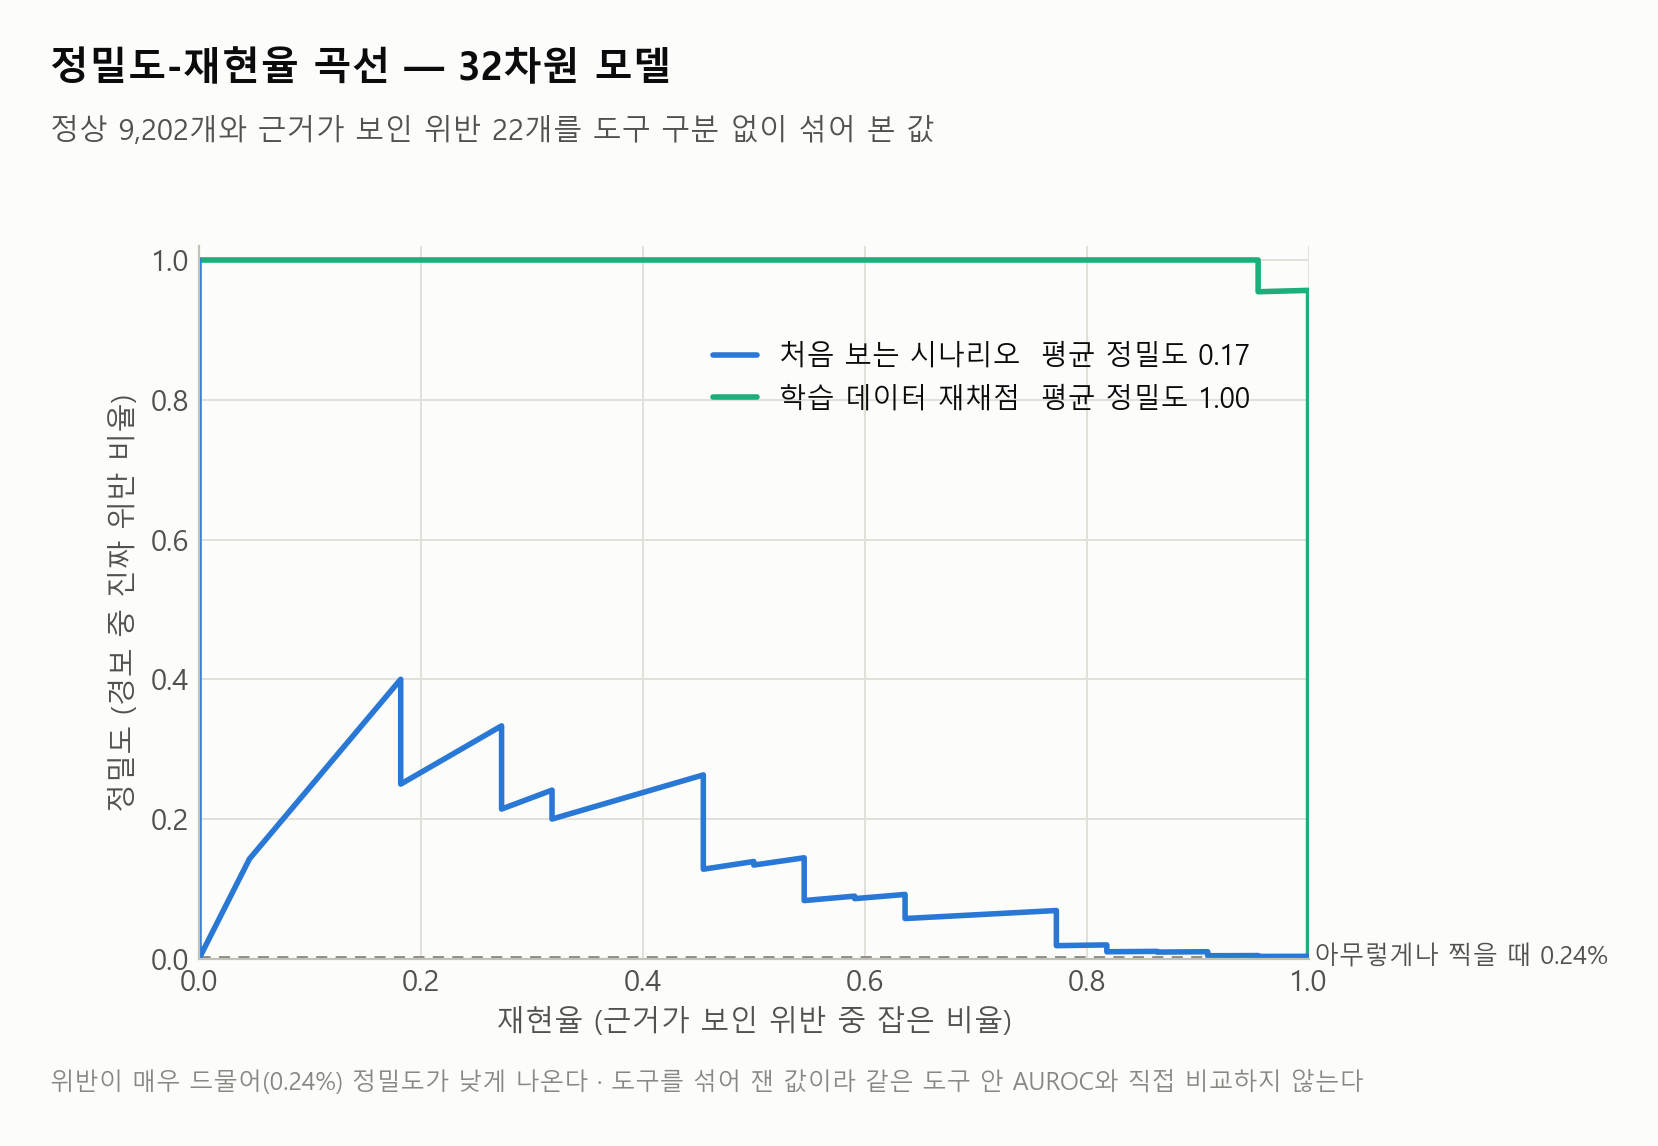 정밀도-재현율 곡선 — 32차원 모델
정상 9,202개와 근거가 보인 위반 22개를 도구 구분 없이 섞어 본 값
정밀도 (경보 중 진짜 위반 비율)
1.0
0.8
0.6
0.4
0.2
0.0
처음 보는 시나리오 평균 정밀도 0.17
학습 데이터 재채점 평균 정밀도 1.00
아무렇게나 찍을 때 0.24%
0.0 0.2 0.4 0.6 0.8 1.0
재현율 (근거가 보인 위반 중 잡은 비율)
위반이 매우 드물어(0.24%) 정밀도가 낮게 나온다 · 도구를 섞어 잰 값이라 같은 도구 안 AUROC와 직접 비교하지 않는다